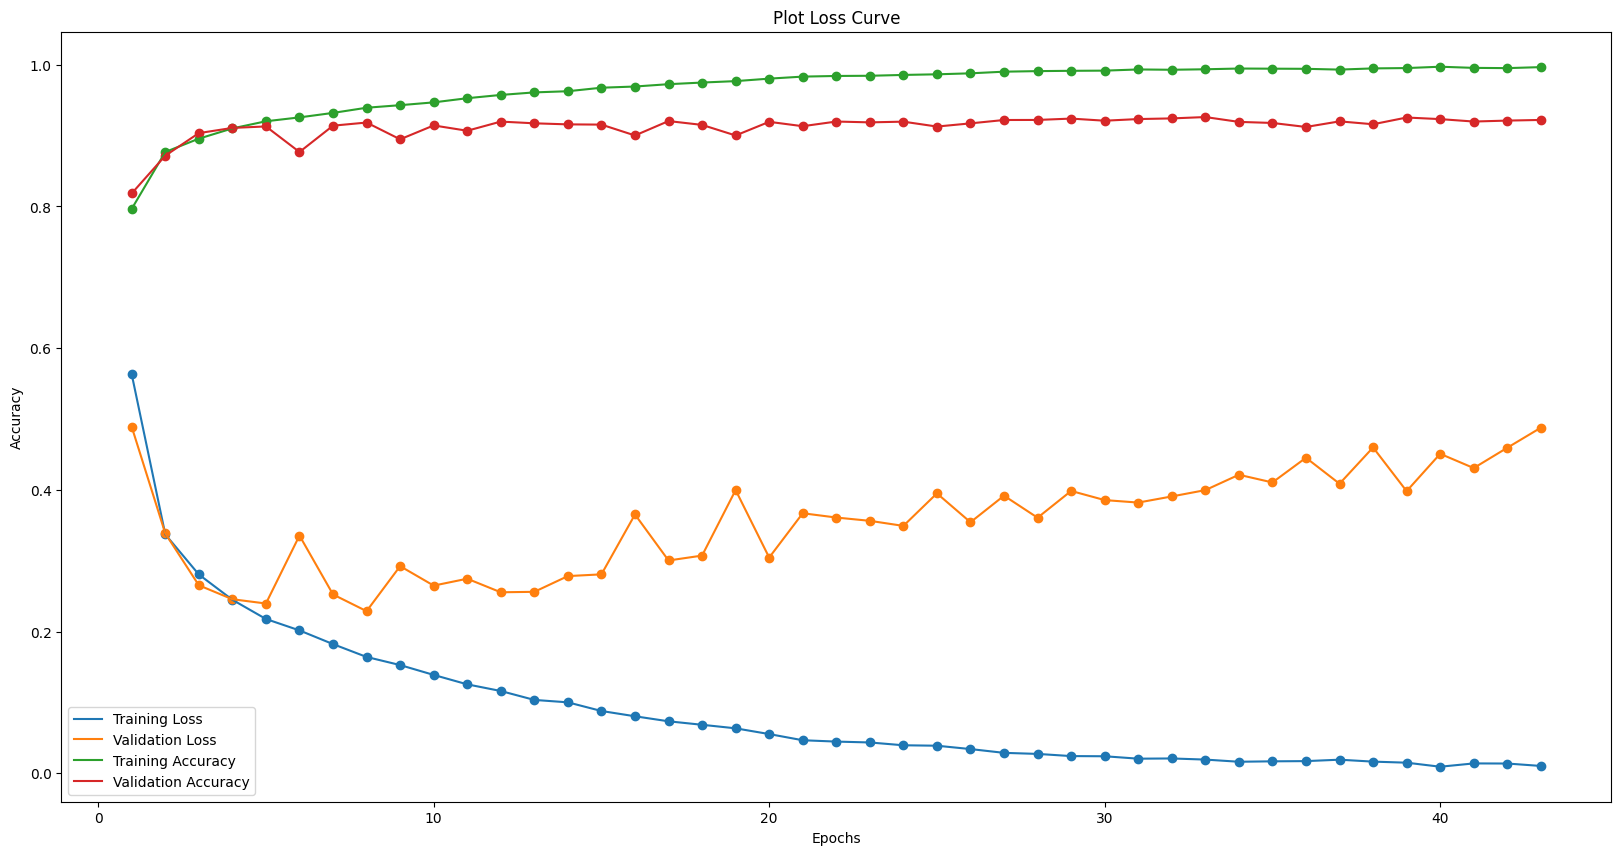 Plot Loss Curve
1.0
0.8
0.6
0.4
0.2
0.0
Accuracy
Training Loss
Validation Loss
Training Accuracy
Validation Accuracy
0 10 20 30 40
Epochs